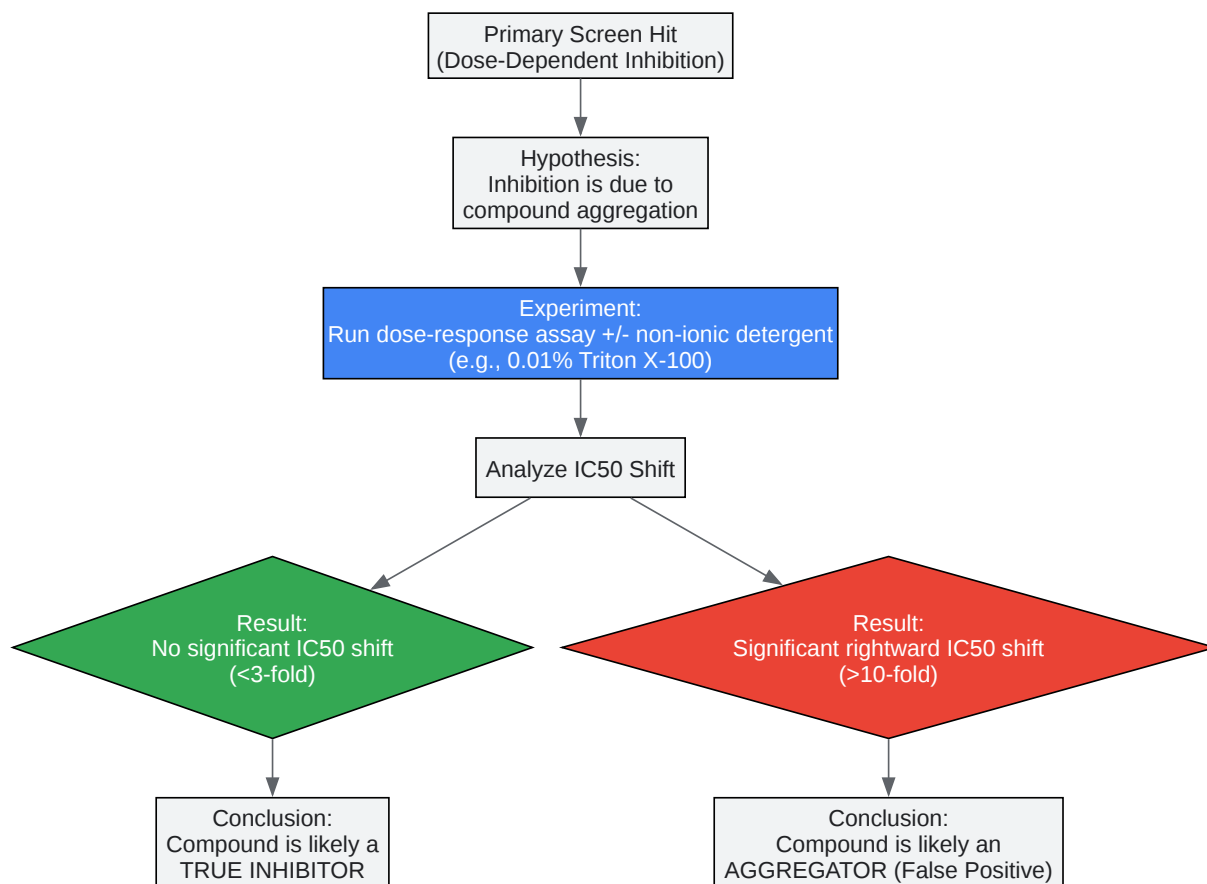 Primary Screen Hit
(Dose-Dependent Inhibition)
Hypothesis:
Inhibition is due to
compound aggregation
Experiment:
Run dose-response assay +/- non-ionic detergent
(e.g., 0.01% Triton X-100)
Analyze IC50 Shift
Result:
No significant IC50 shift
(<3-fold)
Result:
Significant rightward IC50 shift
(>10-fold)
Conclusion:
Compound is likely a
TRUE INHIBITOR
Conclusion:
Compound is likely an
AGGREGATOR (False Positive)